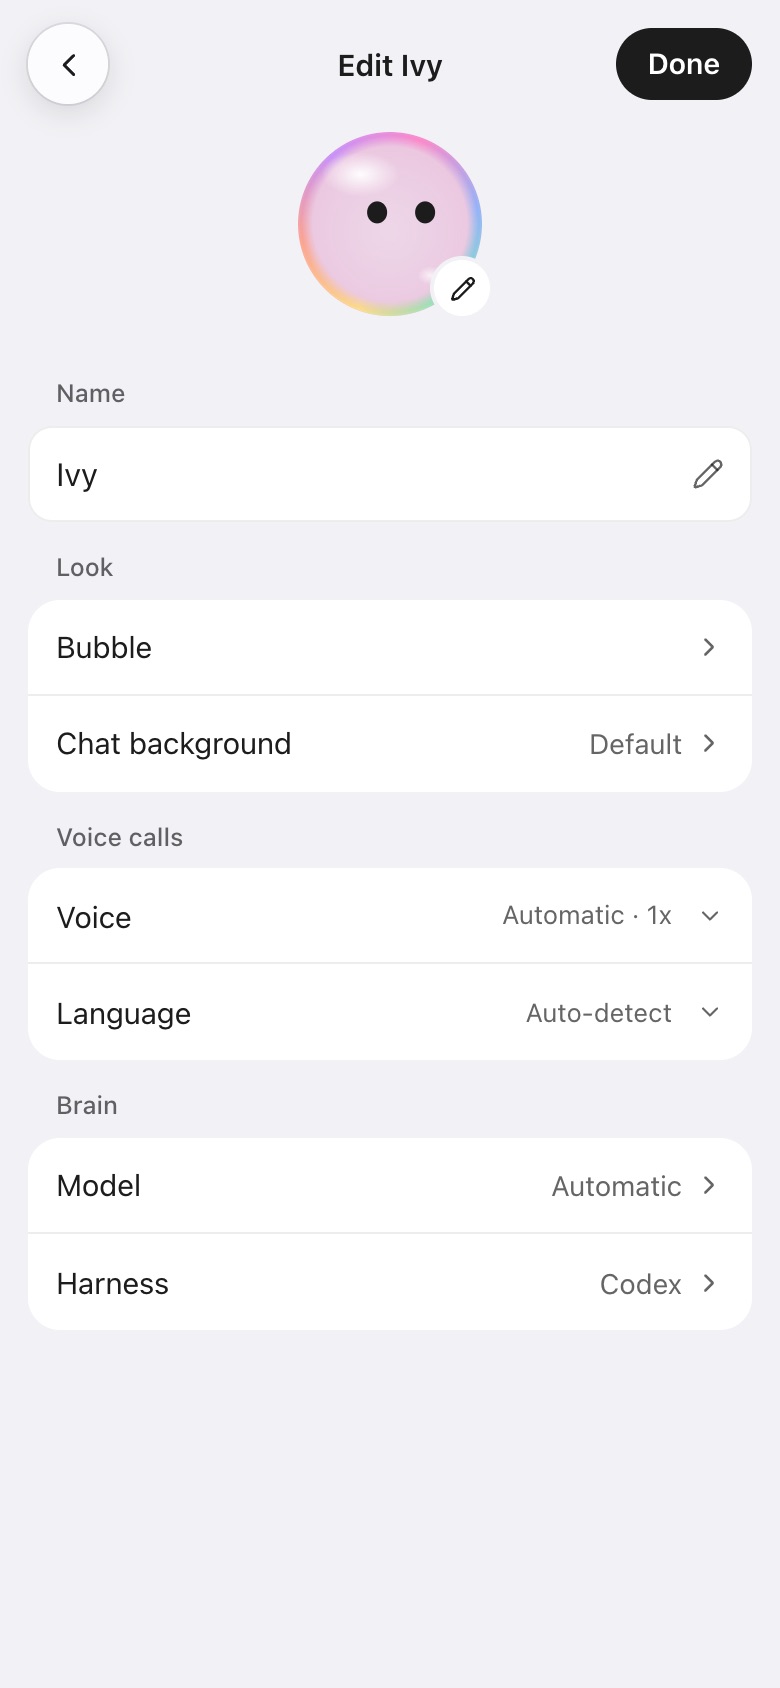 Edit Ivy
Done
Name
Ivy
Look
Bubble
Chat background Default
Voice calls
Voice Automatic · 1x
Language Auto-detect
Brain
Model Automatic
Harness Codex